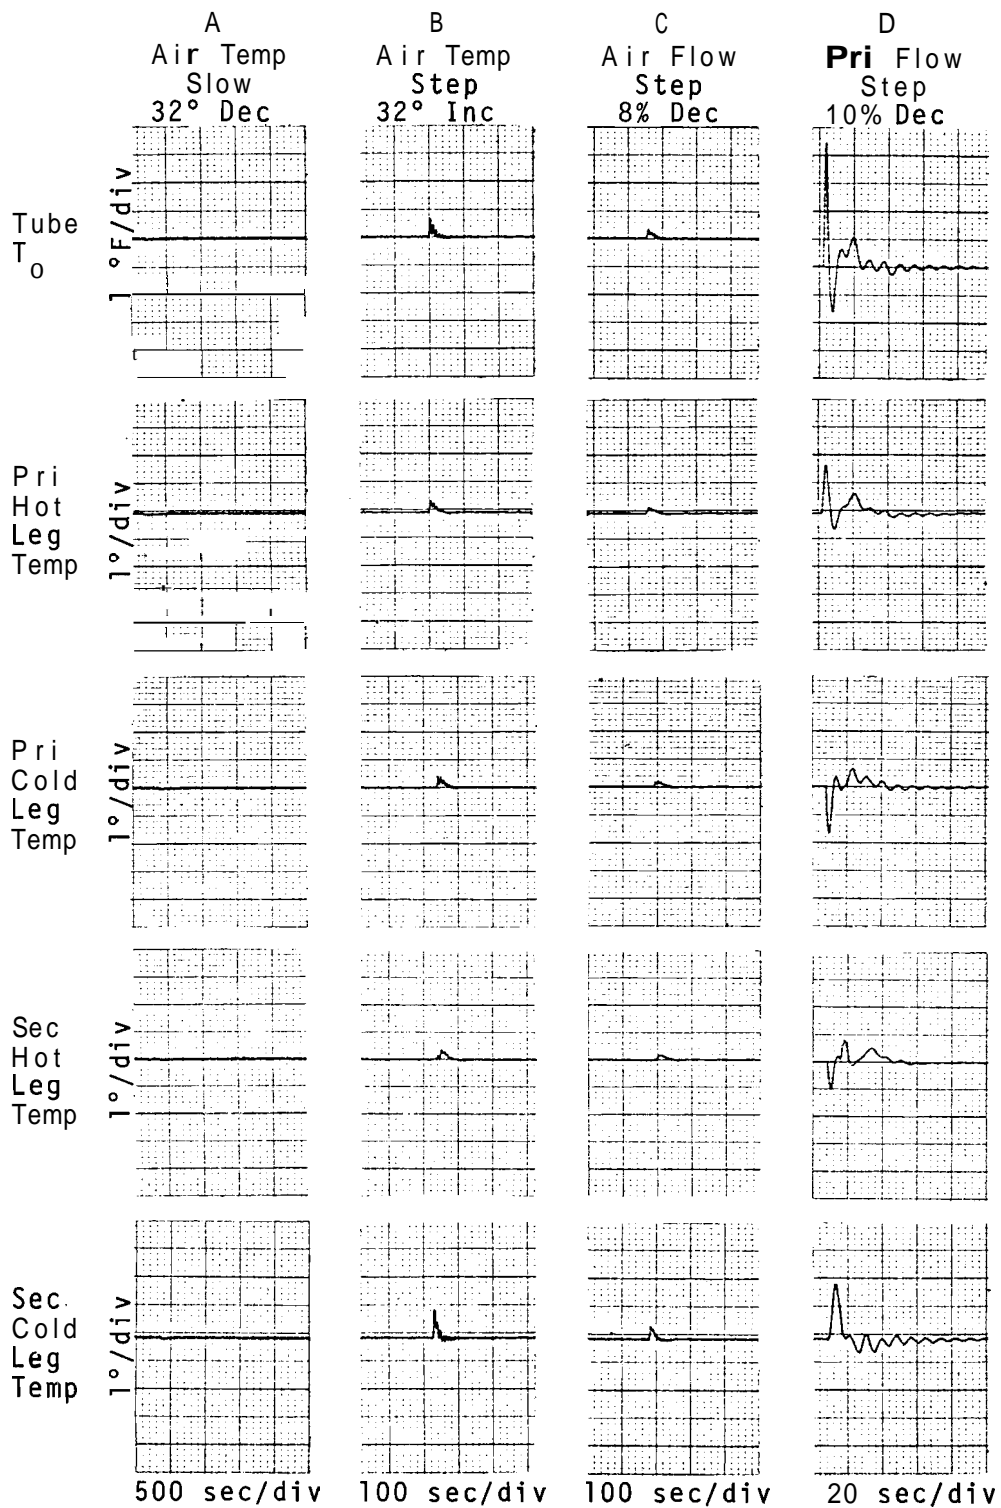 A
Air Temp
Slow
32° Dec
B
Air Temp
Step
32° Inc
C
Air Flow
Step
8% Dec
D
Pri Flow
Step
10% Dec
Tube
To
1 °F/div
Pri
Hot
Leg
Temp
1°/div
Pri
Cold
Leg
Temp
1°/div
Sec
Hot
Leg
Temp
1°/div
Sec.
Cold
Leg
Temp
1°/div
500 sec/div
100 sec/div
100 sec/div
20 sec/div